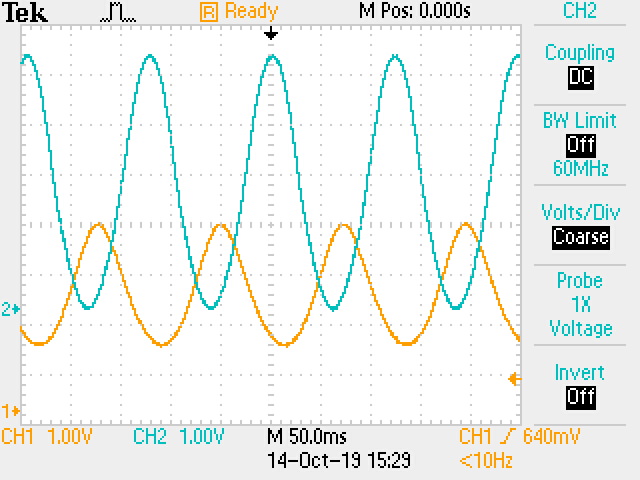 Tek R Ready M Pos: 0.000s CH2
Coupling
DC
BW Limit
Off
60MHz
Volts/Div
Coarse
Probe
1X
Voltage
Invert
Off
2
1
CH1 1.00V CH2 1.00V M 50.0ms CH1 640mV
14-Oct-19 15:29 <10Hz